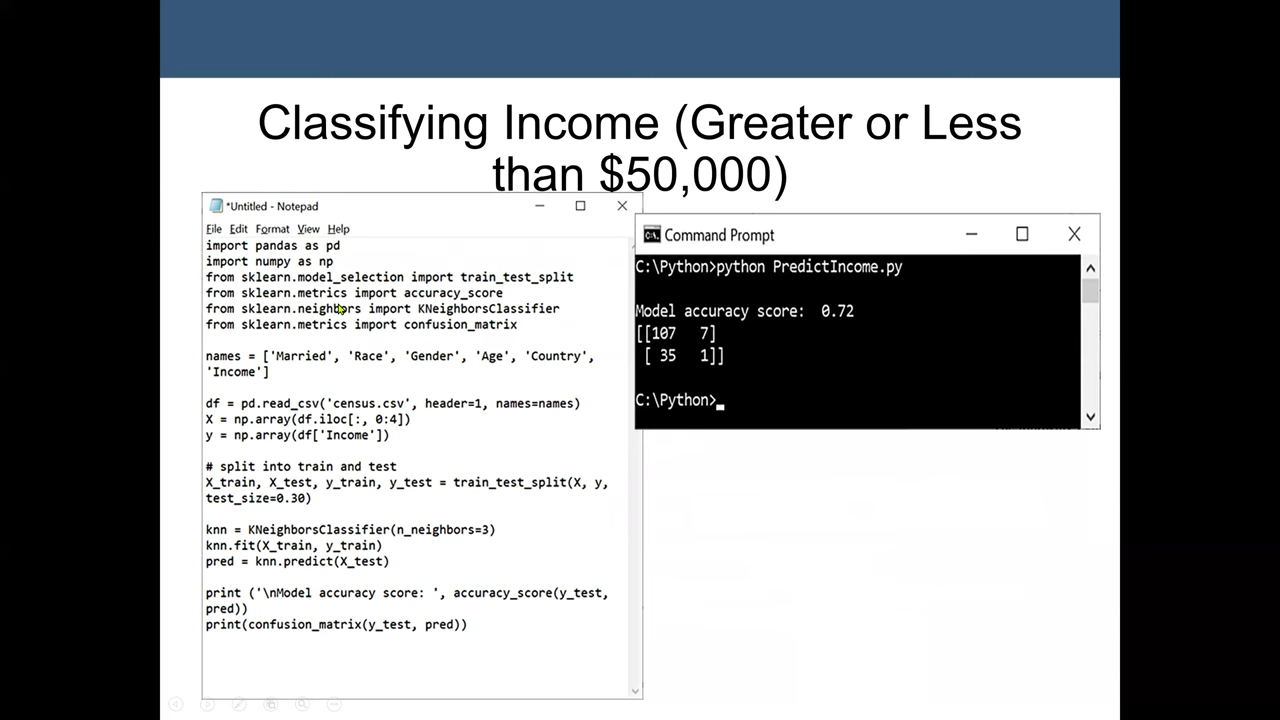 Classifying Income (Greater or Less
than $50,000)
*Untitled - Notepad
File Edit Format View Help
import pandas as pd
import numpy as np
from sklearn.model_selection import train_test_split
from sklearn.metrics import accuracy_score
from sklearn.neighbors import KNeighborsClassifier
from sklearn.metrics import confusion_matrix
names = ['Married', 'Race', 'Gender', 'Age', 'Country',
'Income']
df = pd.read_csv('census.csv', header=1, names=names)
X = np.array(df.iloc[:, 0:4])
y = np.array(df['Income'])
# split into train and test
X_train, X_test, y_train, y_test = train_test_split(X, y,
test_size=0.30)
knn = KNeighborsClassifier(n_neighbors=3)
knn.fit(X_train, y_train)
pred = knn.predict(X_test)
print ('\nModel accuracy score: ', accuracy_score(y_test,
pred))
print(confusion_matrix(y_test, pred))
Command Prompt
C:\Python>python PredictIncome.py
Model accuracy score:  0.72
[[107   7]
 [ 35   1]]
C:\Python>